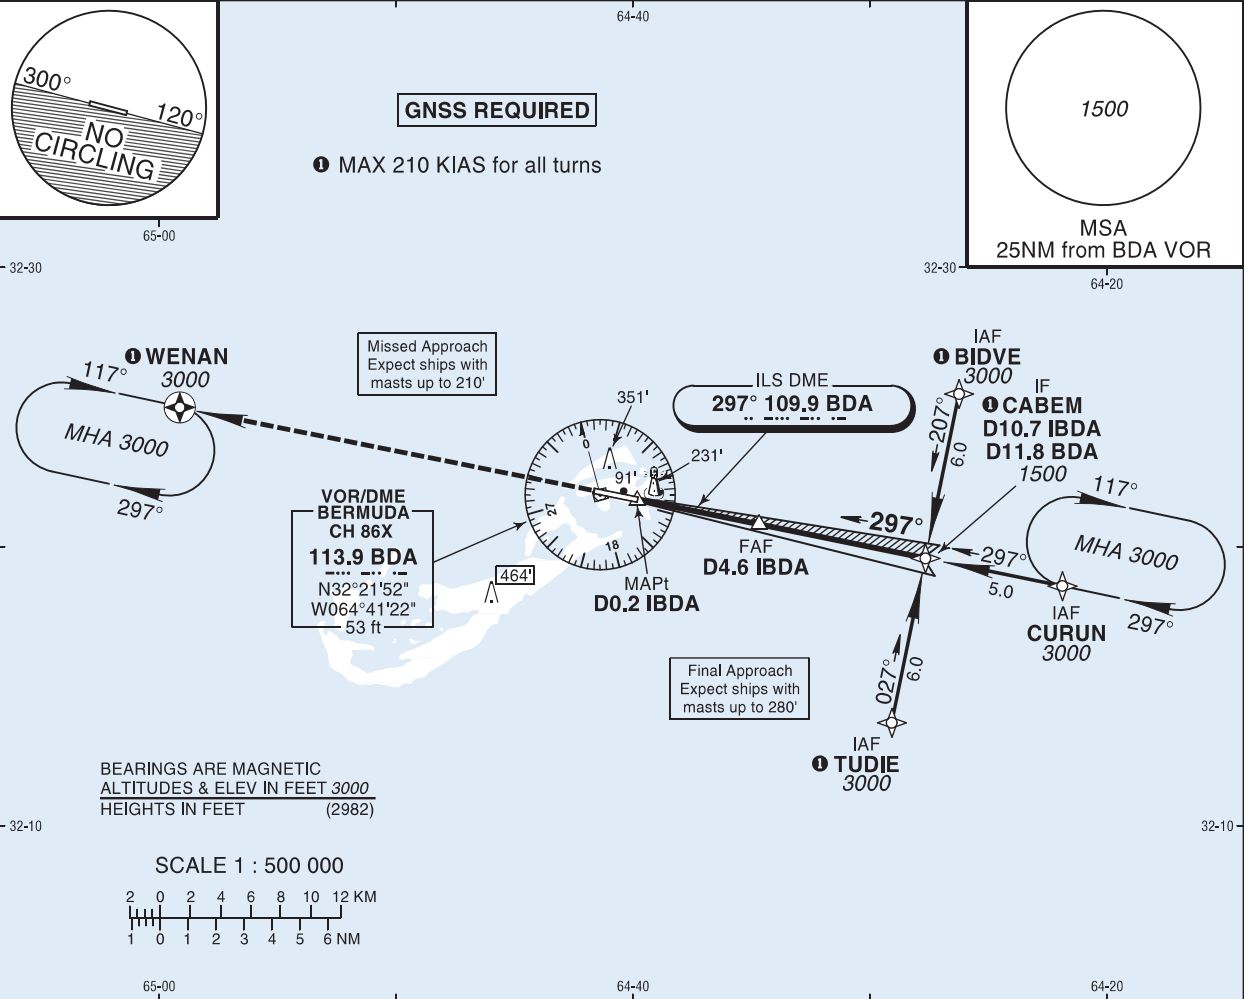 64-40
300°
120°
NO
CIRCLING
65-00
GNSS REQUIRED
❶ MAX 210 KIAS for all turns
1500
MSA
25NM from BDA VOR
64-20
32-30
32-30
❶ WENAN
3000
117°
MHA 3000
297°
Missed Approach
Expect ships with
masts up to 210'
ILS DME
297° 109.9 BDA
351'
231'
91'
0
27
18
VOR/DME
BERMUDA
CH 86X
113.9 BDA
N32°21'52"
W064°41'22"
53 ft
464'
MAPt
D0.2 IBDA
FAF
D4.6 IBDA
297°
IAF
❶ BIDVE
3000
207°
6.0
IF
❶ CABEM
D10.7 IBDA
D11.8 BDA
1500
117°
MHA 3000
297°
297°
5.0
IAF
CURUN
3000
027°
6.0
IAF
❶ TUDIE
3000
Final Approach
Expect ships with
masts up to 280'
BEARINGS ARE MAGNETIC
ALTITUDES & ELEV IN FEET 3000
HEIGHTS IN FEET (2982)
32-10
32-10
SCALE 1 : 500 000
2 0 2 4 6 8 10 12 KM
1 0 1 2 3 4 5 6 NM
65-00
64-40
64-20